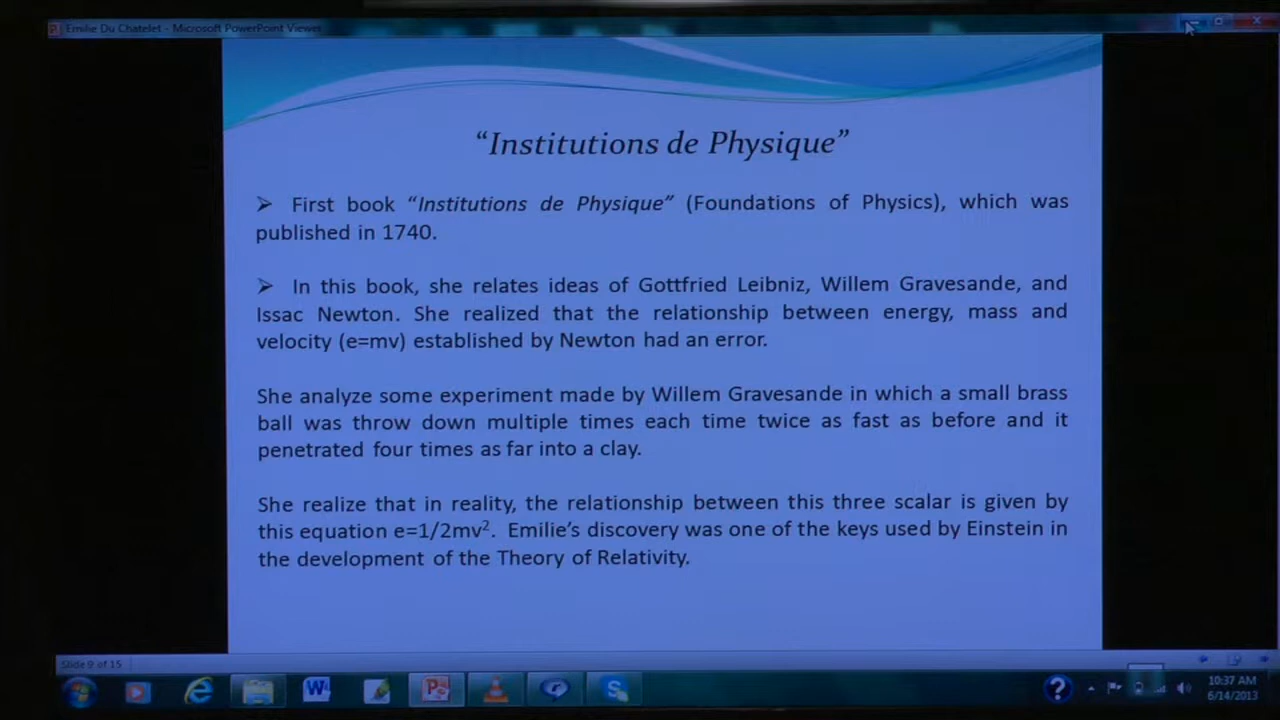 Emilie Du Chatelet - Microsoft PowerPoint Viewer
“Institutions de Physique”
➢ First book “Institutions de Physique” (Foundations of Physics), which was
published in 1740.
➢ In this book, she relates ideas of Gottfried Leibniz, Willem Gravesande, and
Issac Newton. She realized that the relationship between energy, mass and
velocity (e=mv) established by Newton had an error.
She analyze some experiment made by Willem Gravesande in which a small brass
ball was throw down multiple times each time twice as fast as before and it
penetrated four times as far into a clay.
She realize that in reality, the relationship between this three scalar is given by
this equation e=1/2mv². Emilie’s discovery was one of the keys used by Einstein in
the development of the Theory of Relativity.
Slide 9 of 15
10:37 AM
6/14/2013